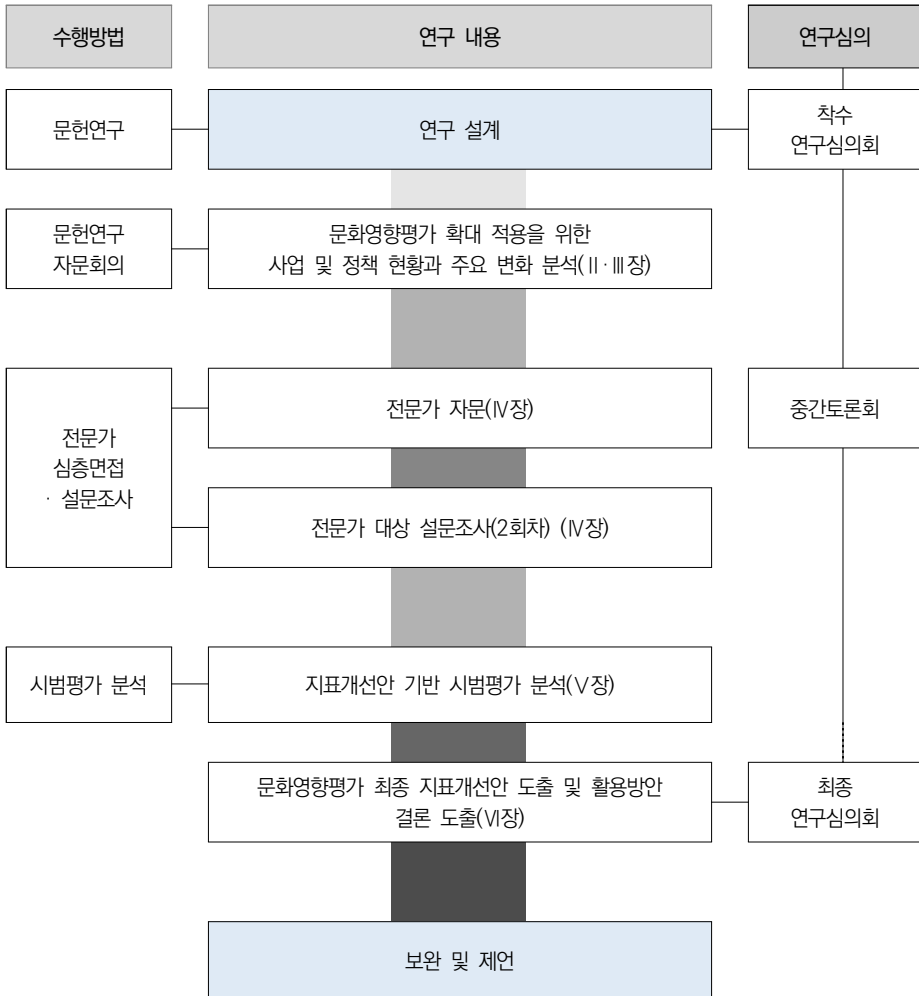 수행방법
연구 내용
연구심의
문헌연구
연구 설계
착수
연구심의회
문헌연구
자문회의
문화영향평가 확대 적용을 위한
사업 및 정책 현황과 주요 변화 분석(Ⅱ·Ⅲ장)
전문가
심층면접
· 설문조사
전문가 자문(Ⅳ장)
중간토론회
전문가 대상 설문조사(2회차) (Ⅳ장)
시범평가 분석
지표개선안 기반 시범평가 분석(Ⅴ장)
문화영향평가 최종 지표개선안 도출 및 활용방안
결론 도출(Ⅵ장)
최종
연구심의회
보완 및 제언